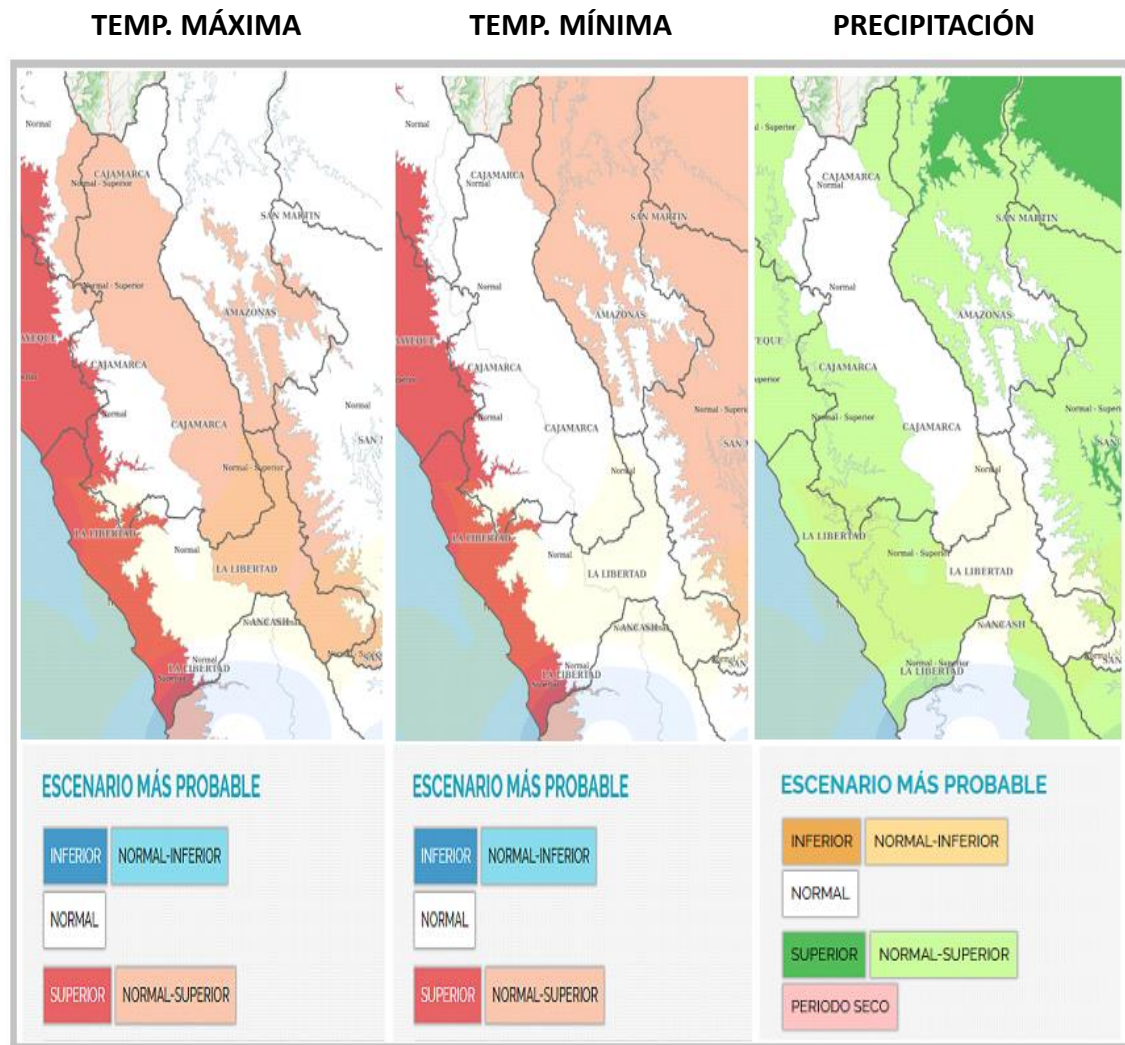 TEMP. MÁXIMA
TEMP. MÍNIMA
PRECIPITACIÓN
Normal
CAJAMARCA
Normal - Superior
SAN MARTIN
Normal - Superior
AMAZONAS
CAJAMARCA
Normal
Normal
CAJAMARCA
Normal - Superior
LA LIBERTAD
Normal
LA LIBERTAD
ANCASH
Normal
LA LIBERTAD
Superior
Normal
CAJAMARCA
Normal
SAN MARTIN
Normal
AMAZONAS
CAJAMARCA
Normal
CAJAMARCA
Normal
LA LIBERTAD
Normal
LA LIBERTAD
ANCASH
Normal
LA LIBERTAD
Superior
CAJAMARCA
Normal
SAN MARTIN
Normal
AMAZONAS
CAJAMARCA
Normal - Superior
CAJAMARCA
Normal
LA LIBERTAD
Normal - Superior
LA LIBERTAD
ANCASH
Normal - Superior
LA LIBERTAD
ESCENARIO MÁS PROBABLE
INFERIOR NORMAL-INFERIOR
NORMAL
SUPERIOR NORMAL-SUPERIOR
ESCENARIO MÁS PROBABLE
INFERIOR NORMAL-INFERIOR
NORMAL
SUPERIOR NORMAL-SUPERIOR
ESCENARIO MÁS PROBABLE
INFERIOR NORMAL-INFERIOR
NORMAL
SUPERIOR NORMAL-SUPERIOR
PERIODO SECO